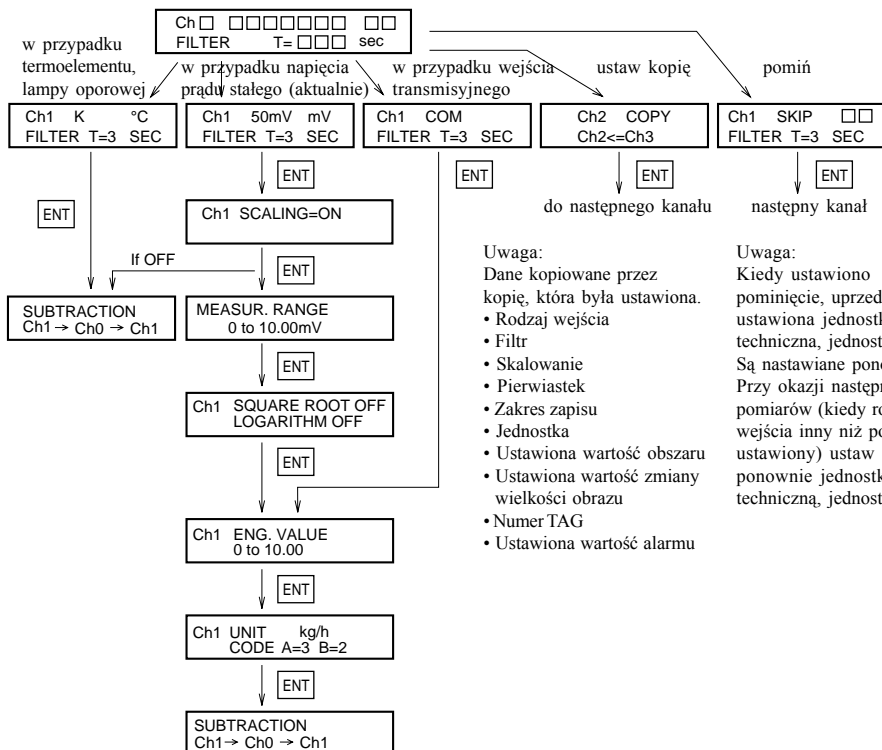 Ch □ □□□□□□□ □□
FILTER T= □□□ sec
w przypadku
termoelementu,
lampy oporowej
w przypadku napięcia
prądu stałego (aktualnie)
w przypadku wejścia
transmisyjnego
ustaw kopię
pomiń
Ch1 K °C
FILTER T=3 SEC
Ch1 50mV mV
FILTER T=3 SEC
Ch1 COM
FILTER T=3 SEC
Ch2 COPY
Ch2<=Ch3
Ch1 SKIP □□
FILTER T=3 SEC
ENT
ENT
ENT
ENT
ENT
do następnego kanału
następny kanał
Ch1 SCALING=ON
If OFF
ENT
SUBTRACTION
Ch1 → Ch0 → Ch1
MEASUR. RANGE
0 to 10.00mV
ENT
Ch1 SQUARE ROOT OFF
LOGARITHM OFF
ENT
Ch1 ENG. VALUE
0 to 10.00
ENT
Ch1 UNIT kg/h
CODE A=3 B=2
ENT
SUBTRACTION
Ch1→ Ch0 → Ch1
Uwaga:
Dane kopiowane przez
kopię, która była ustawiona.
• Rodzaj wejścia
• Filtr
• Skalowanie
• Pierwiastek
• Zakres zapisu
• Jednostka
• Ustawiona wartość obszaru
• Ustawiona wartość zmiany
wielkości obrazu
• Numer TAG
• Ustawiona wartość alarmu
Uwaga:
Kiedy ustawiono
pominięcie, uprzed
ustawiona jednostk
techniczna, jednost
Są nastawiane pono
Przy okazji następn
pomiarów (kiedy ro
wejścia inny niż po
ustawiony) ustaw
ponownie jednostk
techniczną, jednost